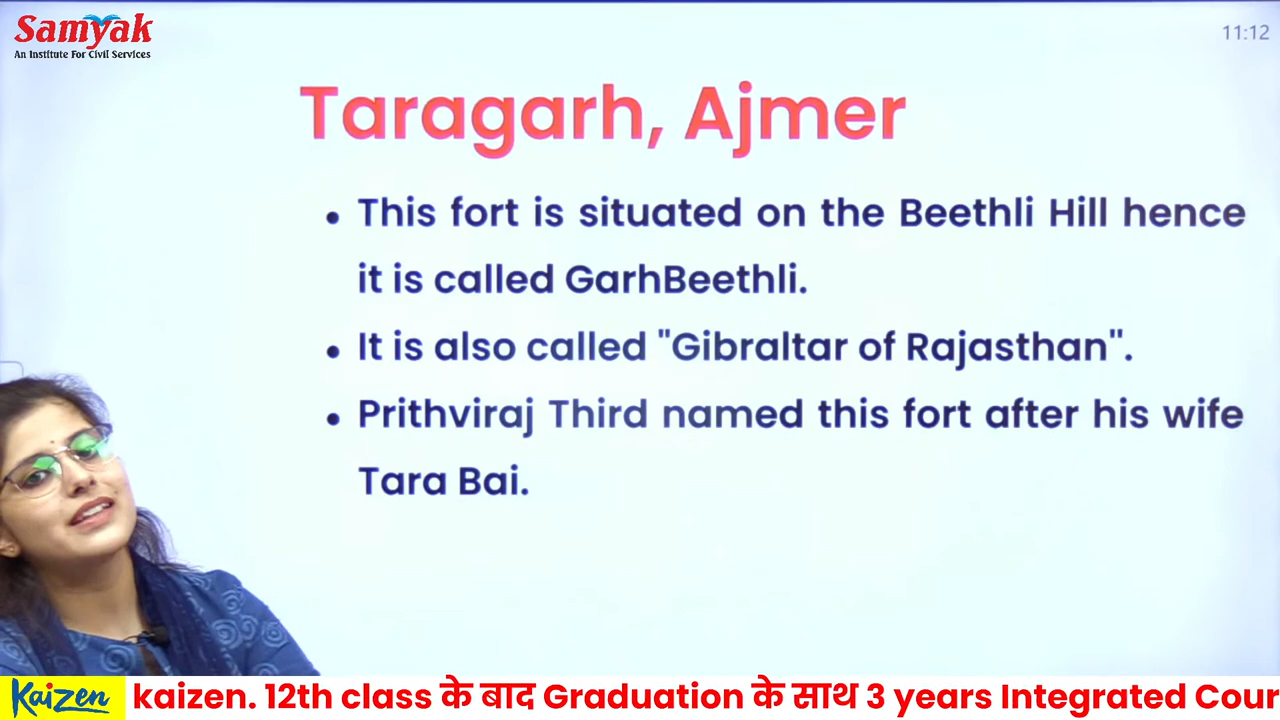 Samyak
An Institute For Civil Services
11:12
Taragarh, Ajmer
• This fort is situated on the Beethli Hill hence
it is called GarhBeethli.
• It is also called "Gibraltar of Rajasthan".
• Prithviraj Third named this fort after his wife
Tara Bai.
Kaizen
kaizen. 12th class के बाद Graduation के साथ 3 years Integrated Cour